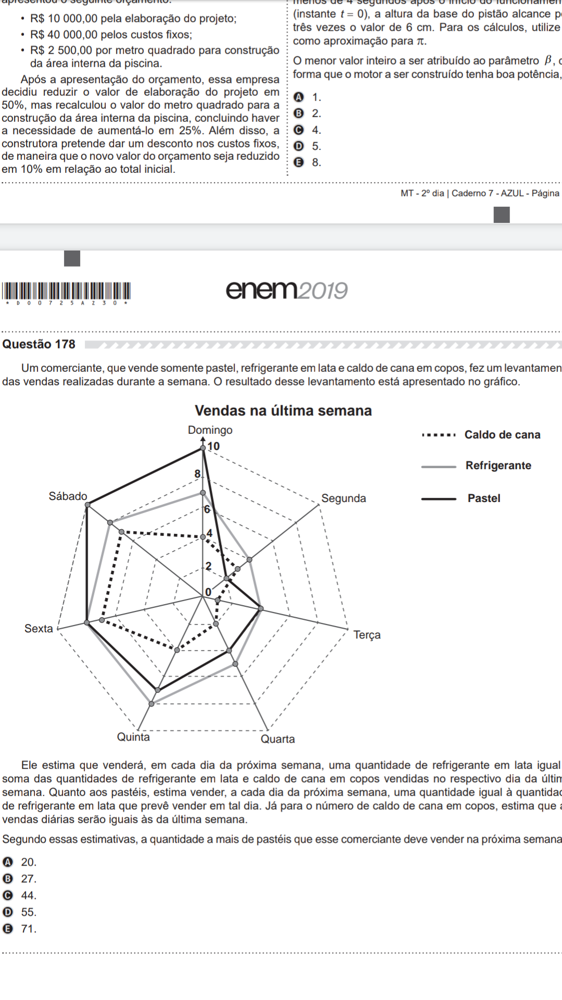 apresentou o seguinte orçamento:
• R$ 10 000,00 pela elaboração do projeto;
• R$ 40 000,00 pelos custos fixos;
• R$ 2 500,00 por metro quadrado para construção
da área interna da piscina.
Após a apresentação do orçamento, essa empresa
decidiu reduzir o valor de elaboração do projeto em
50%, mas recalculou o valor do metro quadrado para a
construção da área interna da piscina, concluindo haver
a necessidade de aumentá-lo em 25%. Além disso, a
construtora pretende dar um desconto nos custos fixos,
de maneira que o novo valor do orçamento seja reduzido
em 10% em relação ao total inicial.
menos de 4 segundos após o início do funcionamen
(instante t = 0), a altura da base do pistão alcance p
três vezes o valor de 6 cm. Para os cálculos, utilize
como aproximação para π.
O menor valor inteiro a ser atribuído ao parâmetro β, d
forma que o motor a ser construído tenha boa potência,
A 1.
B 2.
C 4.
D 5.
E 8.
MT - 2º dia | Caderno 7 - AZUL - Página
enem2019
* D 0 0 7 2 5 A Z 3 0 *
Questão 178
Um comerciante, que vende somente pastel, refrigerante em lata e caldo de cana em copos, fez um levantamen
das vendas realizadas durante a semana. O resultado desse levantamento está apresentado no gráfico.
Vendas na última semana
Domingo
10
8
6
4
2
0
Segunda
Terça
Quarta
Quinta
Sexta
Sábado
Caldo de cana
Refrigerante
Pastel
Ele estima que venderá, em cada dia da próxima semana, uma quantidade de refrigerante em lata igual
soma das quantidades de refrigerante em lata e caldo de cana em copos vendidas no respectivo dia da últim
semana. Quanto aos pastéis, estima vender, a cada dia da próxima semana, uma quantidade igual à quantidad
de refrigerante em lata que prevê vender em tal dia. Já para o número de caldo de cana em copos, estima que a
vendas diárias serão iguais às da última semana.
Segundo essas estimativas, a quantidade a mais de pastéis que esse comerciante deve vender na próxima semana
A 20.
B 27.
C 44.
D 55.
E 71.